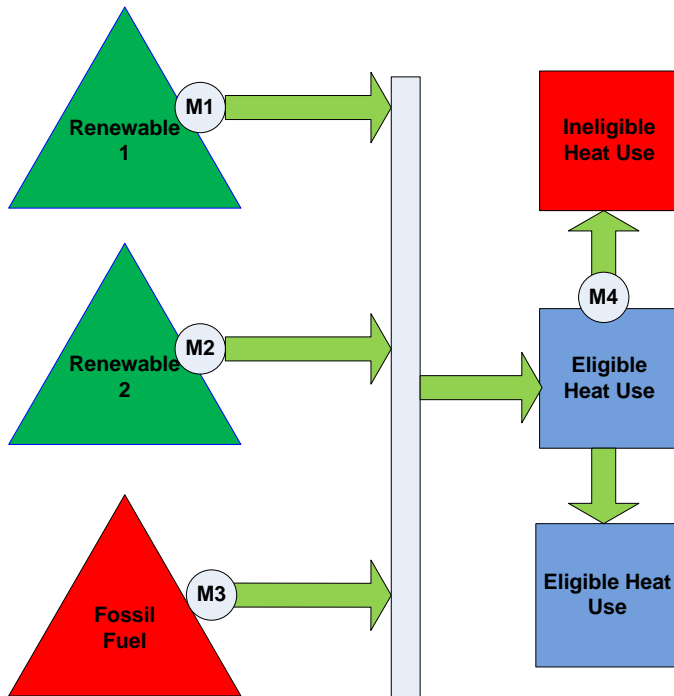 M1
Renewable
1
Ineligible
Heat Use
M4
M2
Renewable
2
Eligible
Heat Use
M3
Fossil
Fuel
Eligible Heat
Use